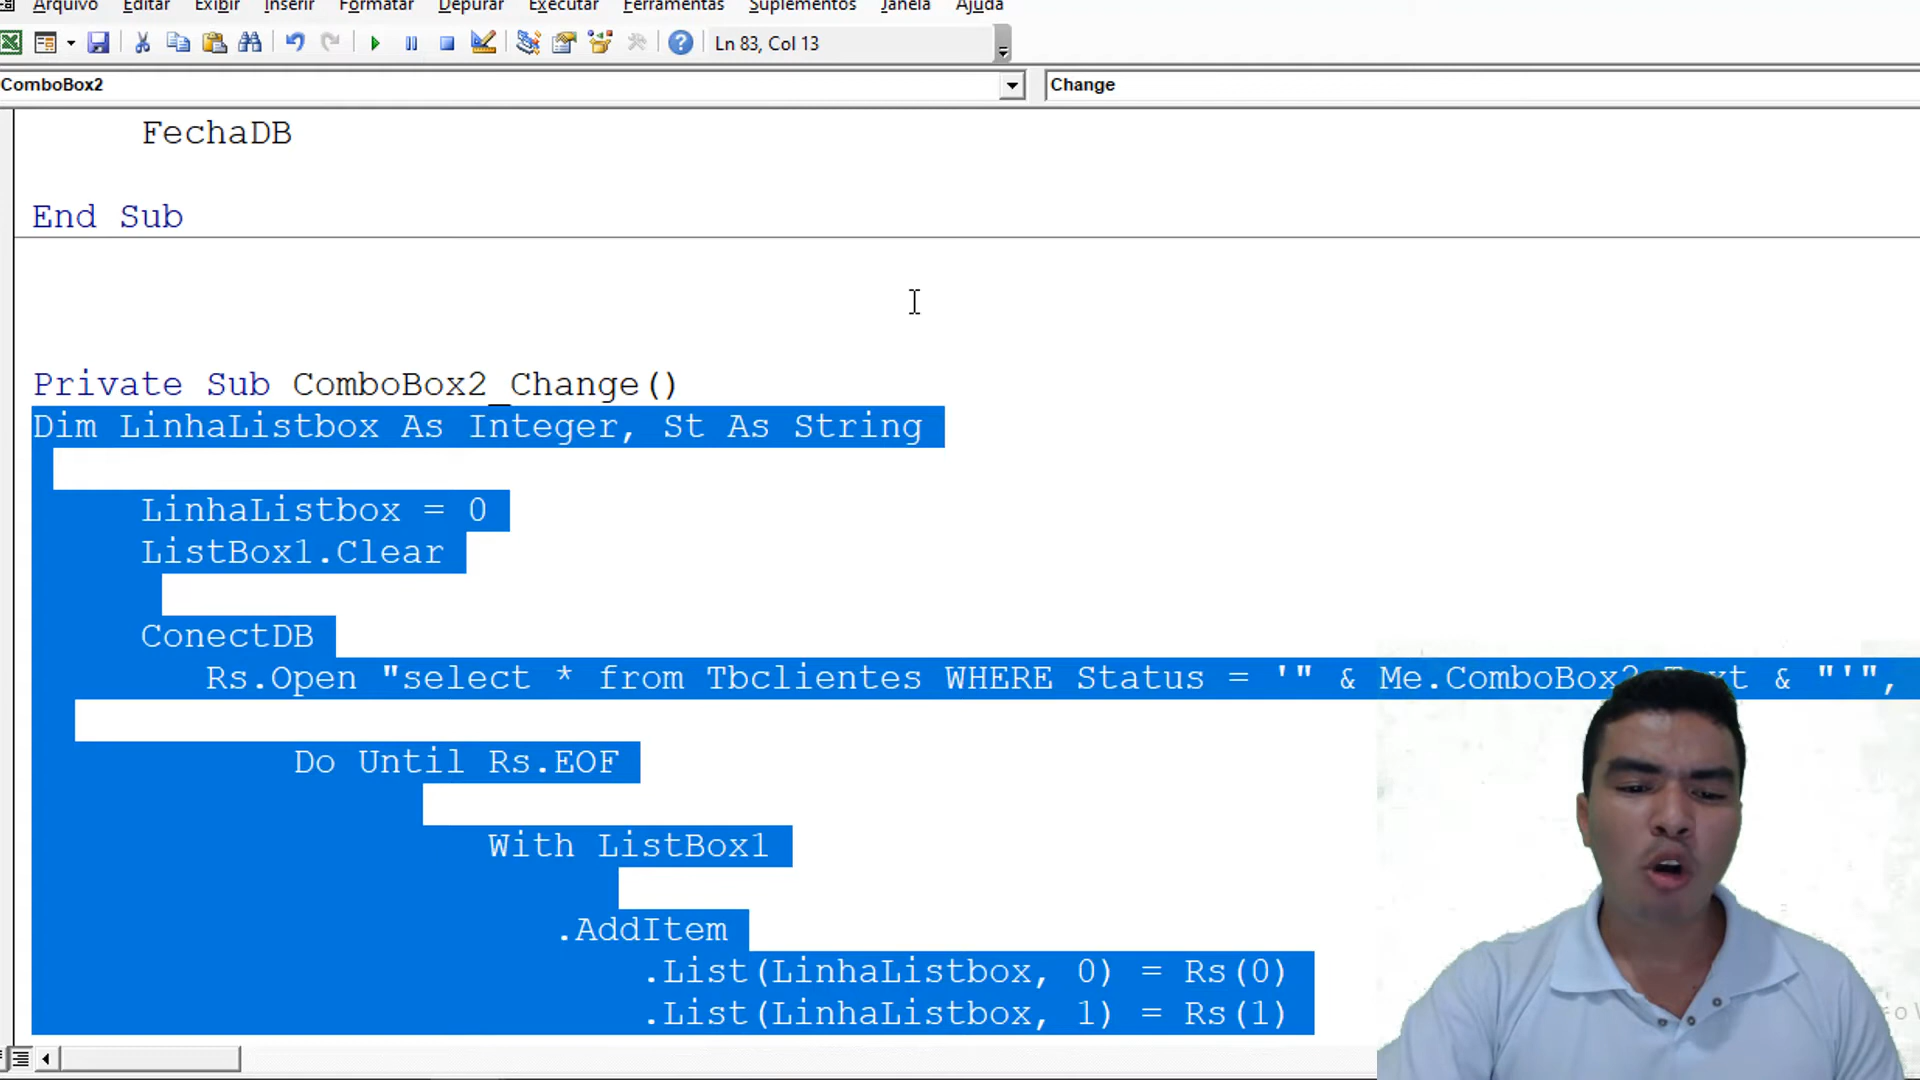 Arquivo Editar Exibir Inserir Formatar Depurar Executar Ferramentas Suplementos Janela Ajuda
Ln 83, Col 13
ComboBox2 Change
FechaDB
End Sub
Private Sub ComboBox2_Change()
Dim LinhaListbox As Integer, St As String
LinhaListbox = 0
ListBox1.Clear
ConectDB
Rs.Open "select * from Tbclientes WHERE Status = '" & Me.ComboBox2.Text & "'",
Do Until Rs.EOF
With ListBox1
.AddItem
.List(LinhaListbox, 0) = Rs(0)
.List(LinhaListbox, 1) = Rs(1)